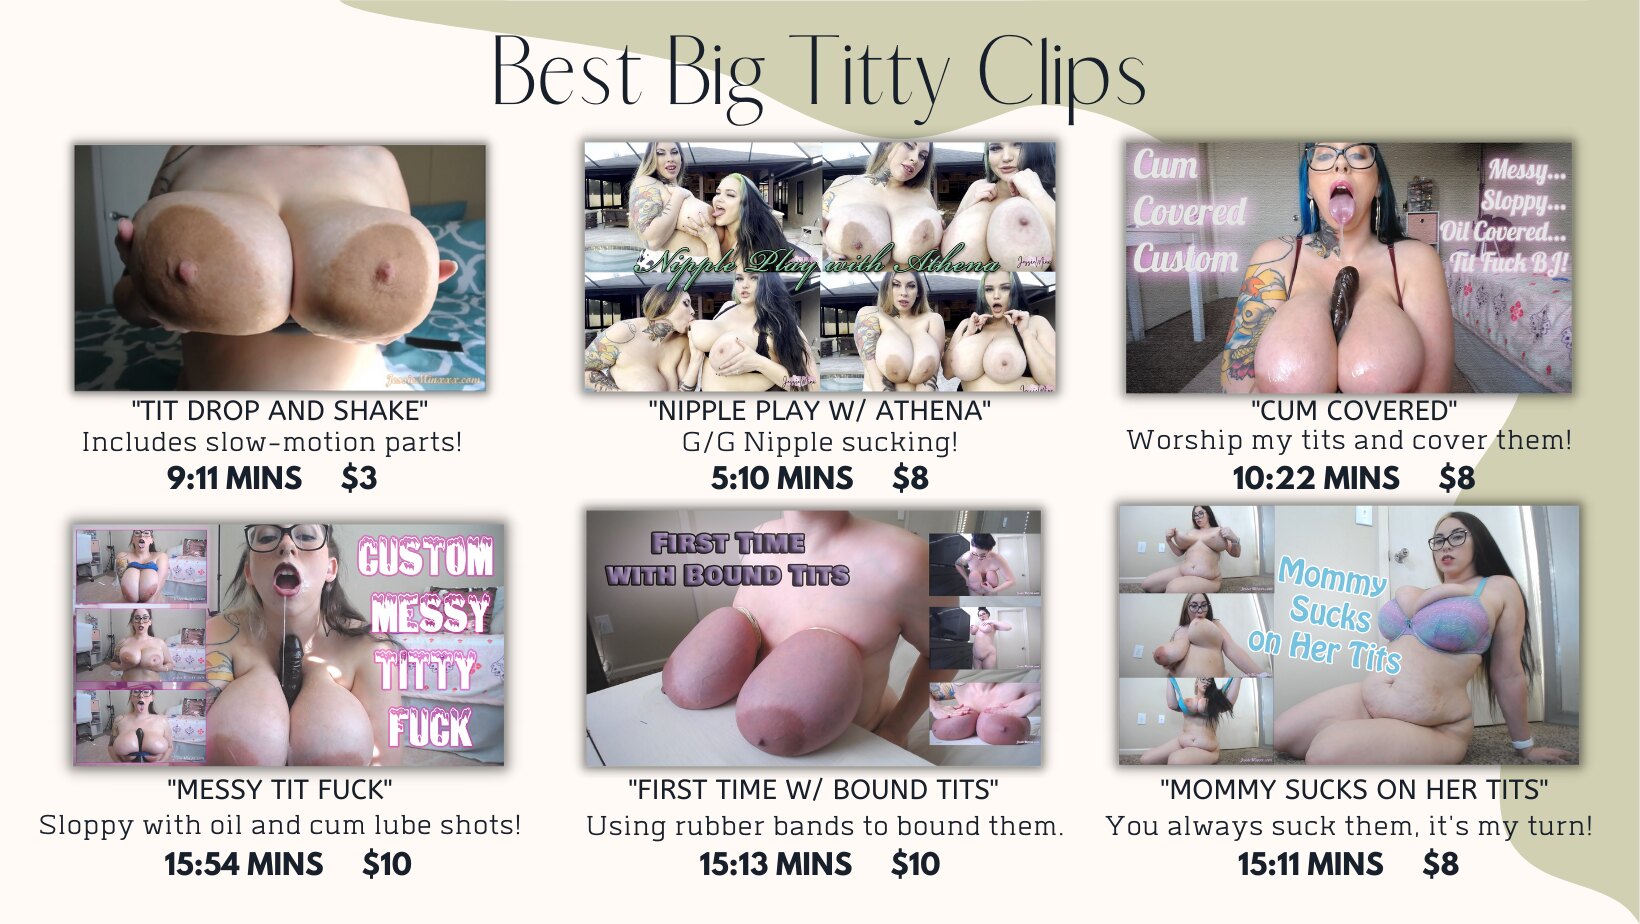 Best Big Titty Clips
JessieMinxxx.com
"TIT DROP AND SHAKE"
Includes slow-motion parts!
9:11 MINS $3
Nipple Play with Athena
"NIPPLE PLAY W/ ATHENA"
G/G Nipple sucking!
5:10 MINS $8
Cum
Covered
Custom
Messy...
Sloppy...
Oil Covered...
Tit Fuck BJ!
"CUM COVERED"
Worship my tits and cover them!
10:22 MINS $8
CUSTOM
MESSY
TITTY
FUCK
"MESSY TIT FUCK"
Sloppy with oil and cum lube shots!
15:54 MINS $10
FIRST TIME
WITH BOUND TITS
"FIRST TIME W/ BOUND TITS"
Using rubber bands to bound them.
15:13 MINS $10
Mommy
Sucks
on Her Tits
"MOMMY SUCKS ON HER TITS"
You always suck them, it's my turn!
15:11 MINS $8